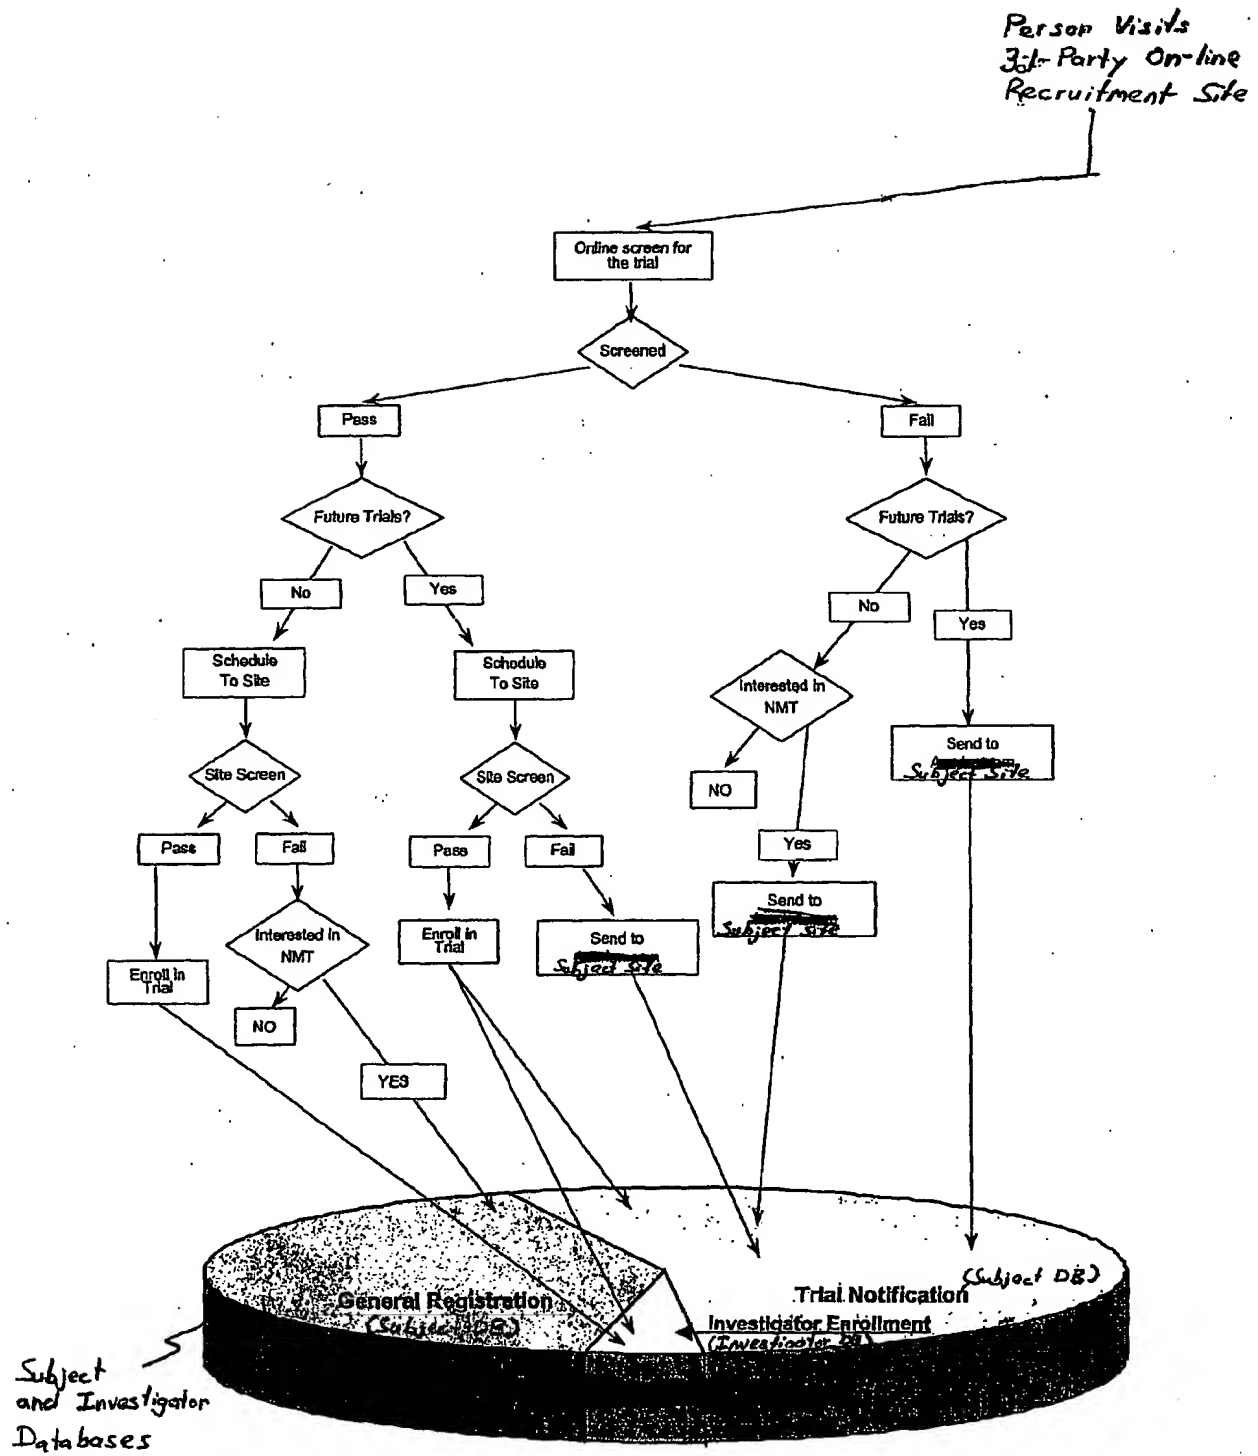 Person Visits
3rd-Party On-line
Recruitment Site
Online screen for
the trial
Screened
Pass
Fail
Future Trials?
Future Trials?
No
Yes
No
Yes
Schedule
To Site
Schedule
To Site
Interested in
NMT
Send to
Subject Site
Site Screen
Site Screen
NO
Pass
Fail
Pass
Fail
Yes
Send to
Subject Site
Interested in
NMT
Enroll in
Trial
Send to
Subject Site
Enroll in
Trial
NO
YES
(Subject DB)
Trial Notification
General Registration
(Subject DB)
Investigator Enrollment
(Investigator DB)
Subject
and Investigator
Databases